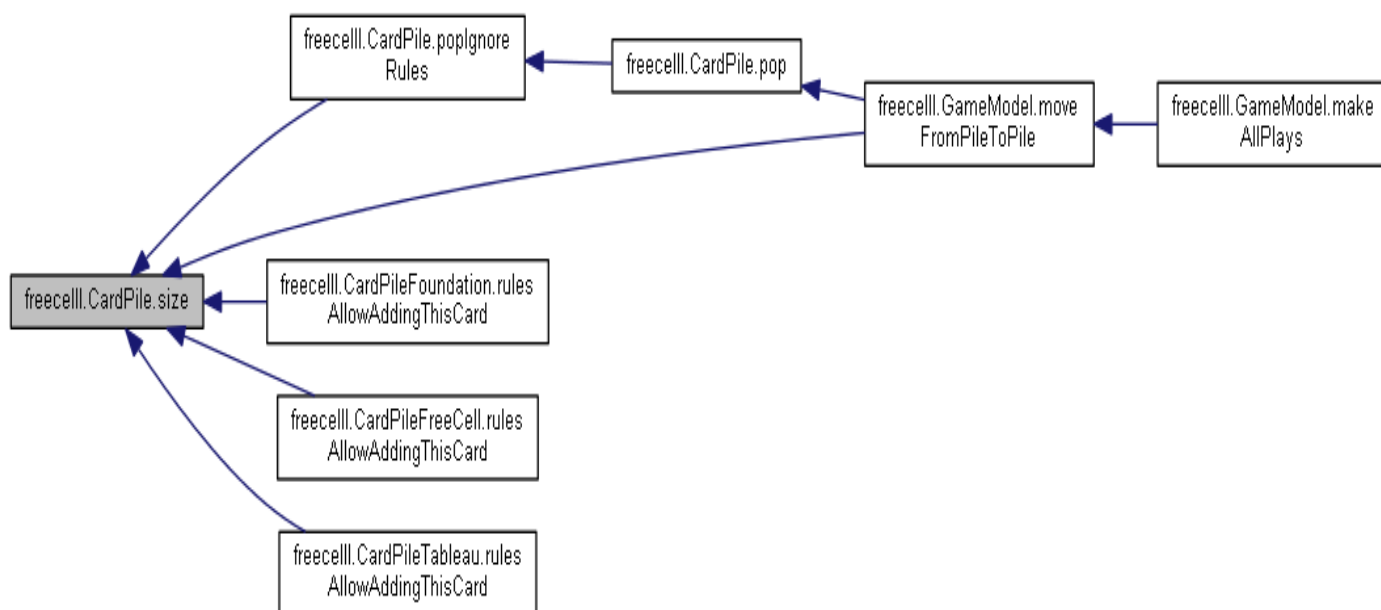 freecelll.CardPile.popIgnore
Rules
freecelll.CardPile.pop
freecelll.GameModel.move
FromPileToPile
freecelll.GameModel.make
AllPlays
freecelll.CardPile.size
freecelll.CardPileFoundation.rules
AllowAddingThisCard
freecelll.CardPileFreeCell.rules
AllowAddingThisCard
freecelll.CardPileTableau.rules
AllowAddingThisCard